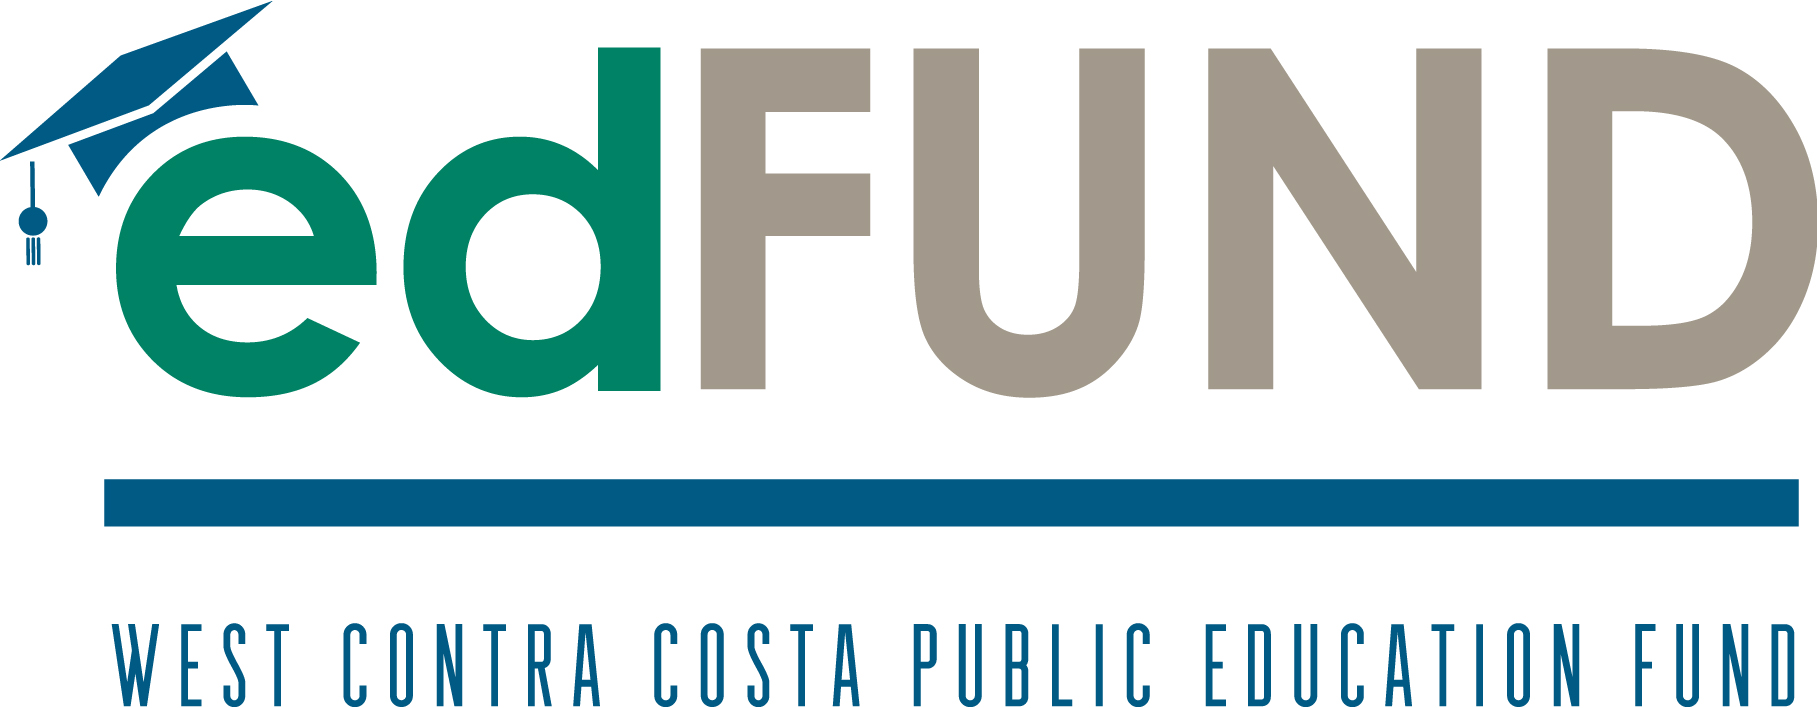 edFUND
WEST CONTRA COSTA PUBLIC EDUCATION FUND